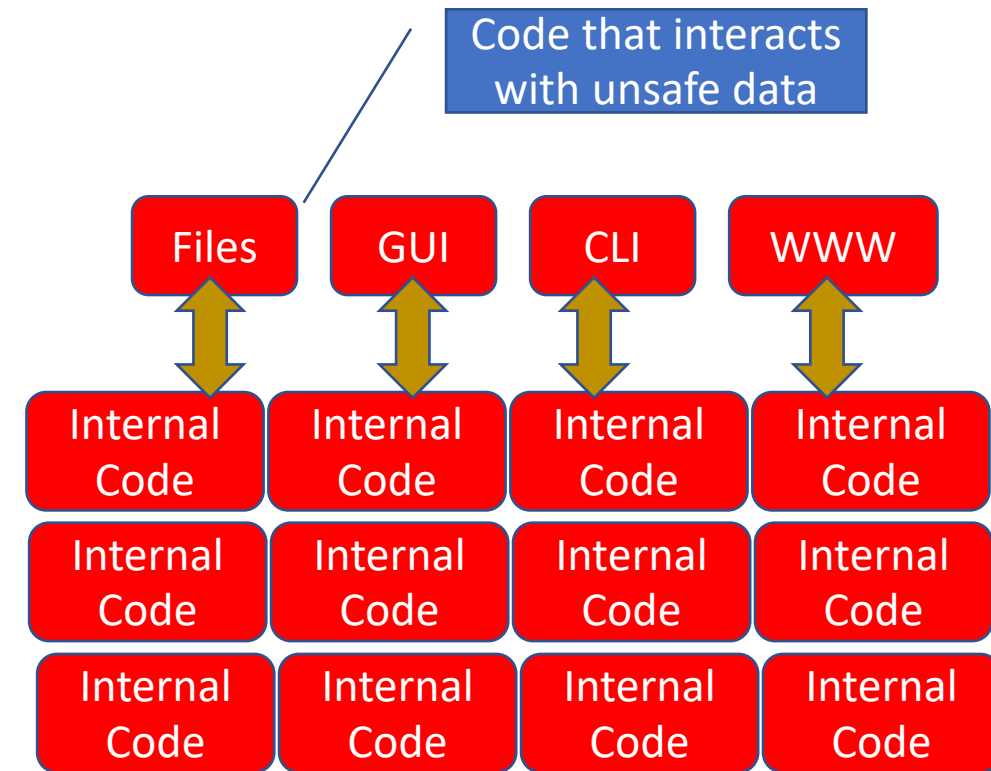 Code that interacts
with unsafe data
Files
GUI
CLI
WWW
Internal
Code
Internal
Code
Internal
Code
Internal
Code
Internal
Code
Internal
Code
Internal
Code
Internal
Code
Internal
Code
Internal
Code
Internal
Code
Internal
Code